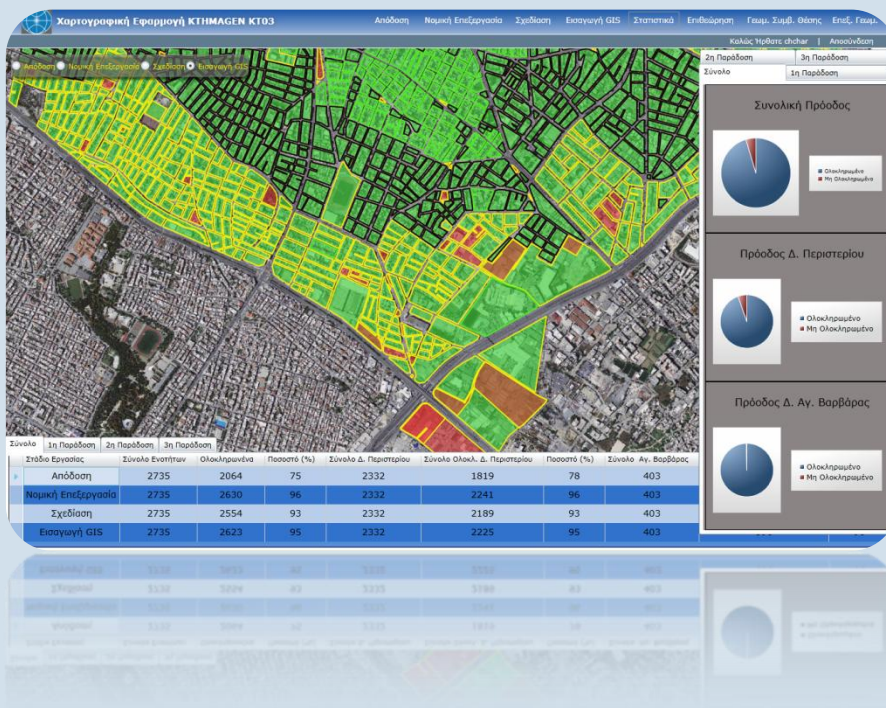 Χαρτογραφική Εφαρμογή KTHMAGEN KT03
Απόδοση Νομική Επεξεργασία Σχεδίαση Εισαγωγή GIS Στατιστικά Επιθεώρηση Γεωμ. Συμβ. Θέσης Επεξ. Γεωμ.
Καλώς Ήρθατε chchar | Αποσύνδεση
Απόδοση Νομική Επεξεργασία Σχεδίαση Εισαγωγή GIS
2η Παράδοση 3η Παράδοση
Σύνολο 1η Παράδοση
Συνολική Πρόοδος
Ολοκληρωμένο
Μη Ολοκληρωμένο
Πρόοδος Δ. Περιστερίου
Ολοκληρωμένο
Μη Ολοκληρωμένο
Πρόοδος Δ. Αγ. Βαρβάρας
Ολοκληρωμένο
Μη Ολοκληρωμένο
Σύνολο 1η Παράδοση 2η Παράδοση 3η Παράδοση
Στάδιο Εργασίας Σύνολο Ενοτήτων Ολοκληρωμένα Ποσοστό (%) Σύνολο Δ. Περιστερίου Σύνολο Ολοκλ. Δ. Περιστερίου Ποσοστό (%) Σύνολο Αγ. Βαρβάρας
Απόδοση 2735 2064 75 2332 1819 78 403
Νομική Επεξεργασία 2735 2630 96 2332 2241 96 403
Σχεδίαση 2735 2554 93 2332 2189 93 403
Εισαγωγή GIS 2735 2623 95 2332 2225 95 403